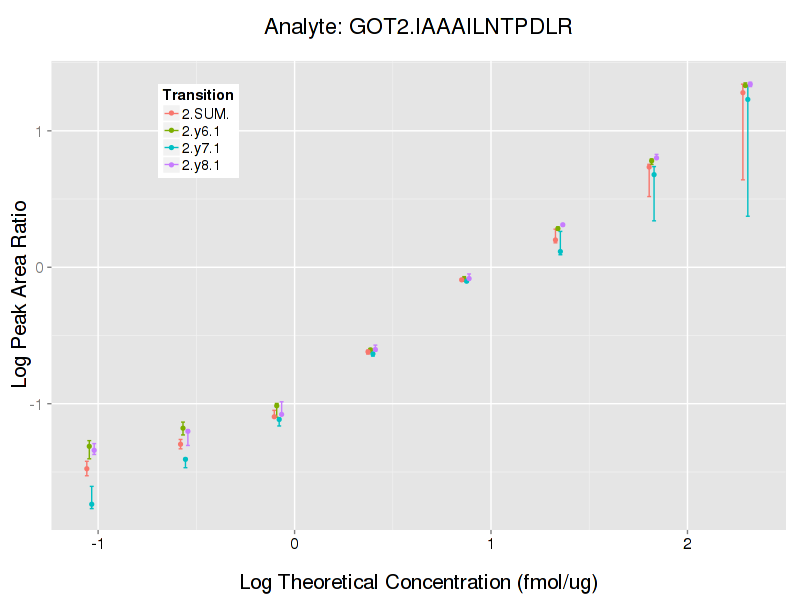 Analyte: GOT2.IAAAILNTPDLR
Transition
2.SUM.
2.y6.1
2.y7.1
2.y8.1
1
0
-1
Log Peak Area Ratio
-1 0 1 2
Log Theoretical Concentration (fmol/ug)